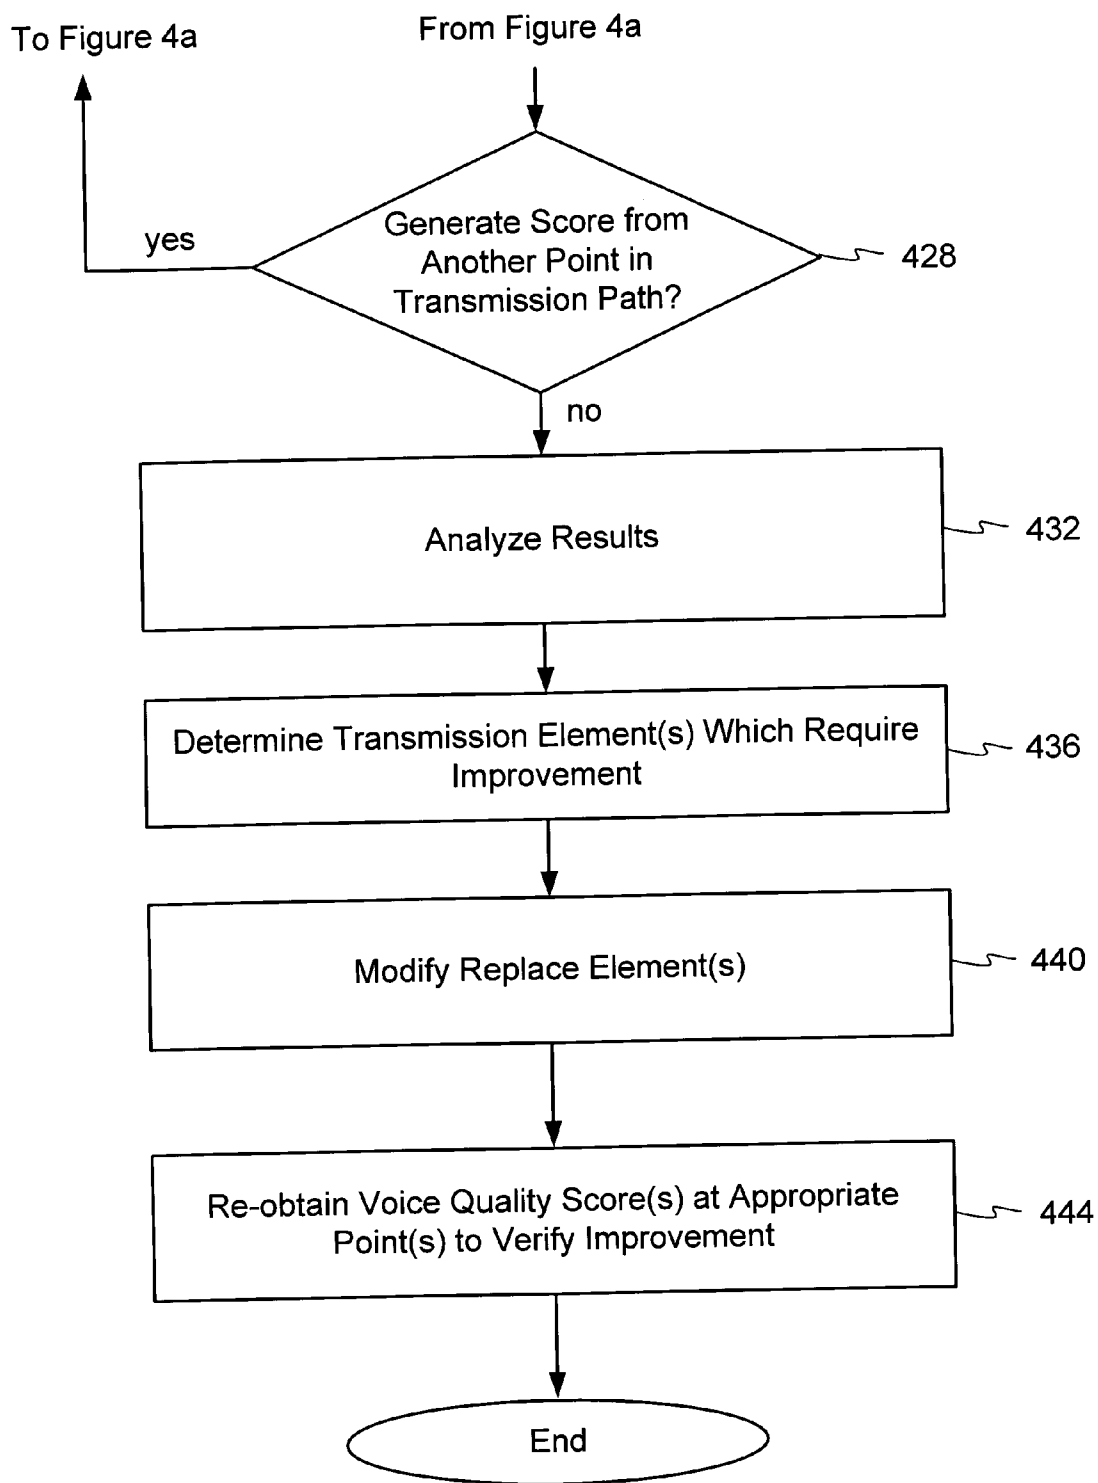 To Figure 4a
From Figure 4a
yes
Generate Score from
Another Point in
Transmission Path?
428
no
Analyze Results
432
Determine Transmission Element(s) Which Require
Improvement
436
Modify Replace Element(s)
440
Re-obtain Voice Quality Score(s) at Appropriate
Point(s) to Verify Improvement
444
End